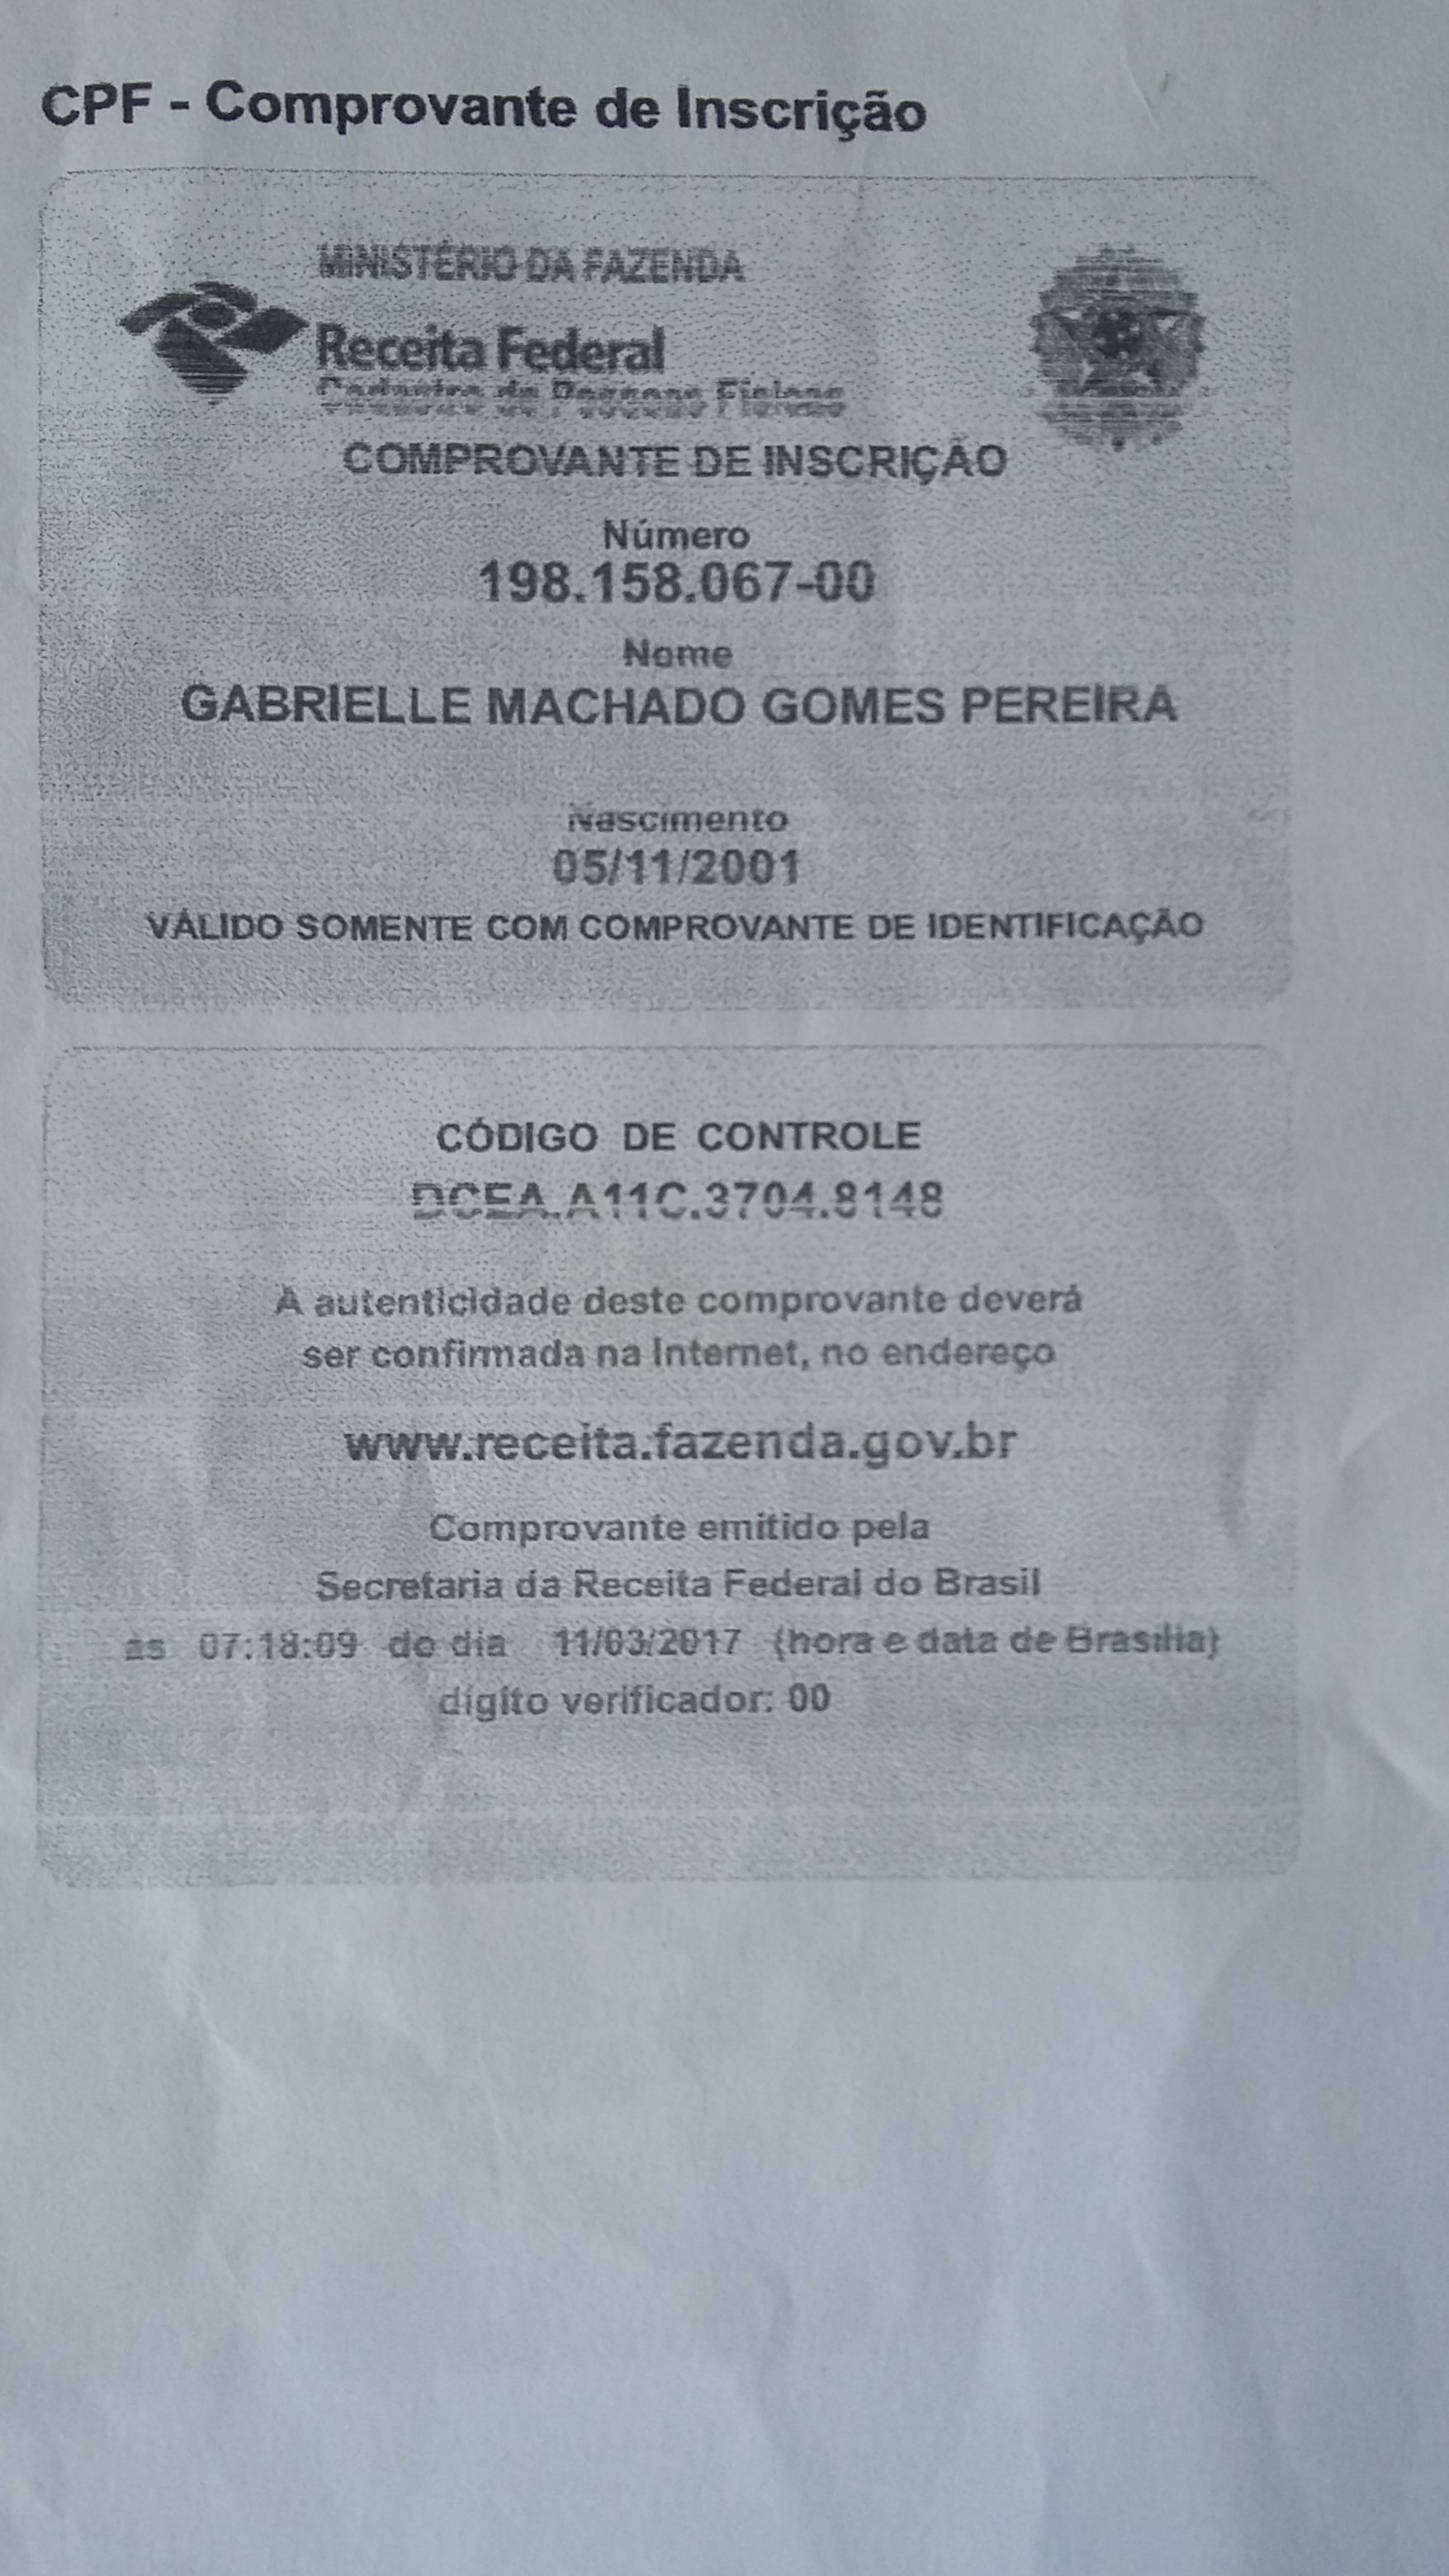 CPF - Comprovante de Inscrição
MINISTÉRIO DA FAZENDA
Receita Federal
Cadastro de Pessoas Físicas
COMPROVANTE DE INSCRIÇÃO
Número
198.158.067-00
Nome
GABRIELLE MACHADO GOMES PEREIRA
Nascimento
05/11/2001
VÁLIDO SOMENTE COM COMPROVANTE DE IDENTIFICAÇÃO
CÓDIGO DE CONTROLE
DCEA.A11C.3704.8148
A autenticidade deste comprovante deverá
ser confirmada na Internet, no endereço
www.receita.fazenda.gov.br
Comprovante emitido pela
Secretaria da Receita Federal do Brasil
às 07:18:09 do dia 11/03/2017 (hora e data de Brasília)
dígito verificador: 00